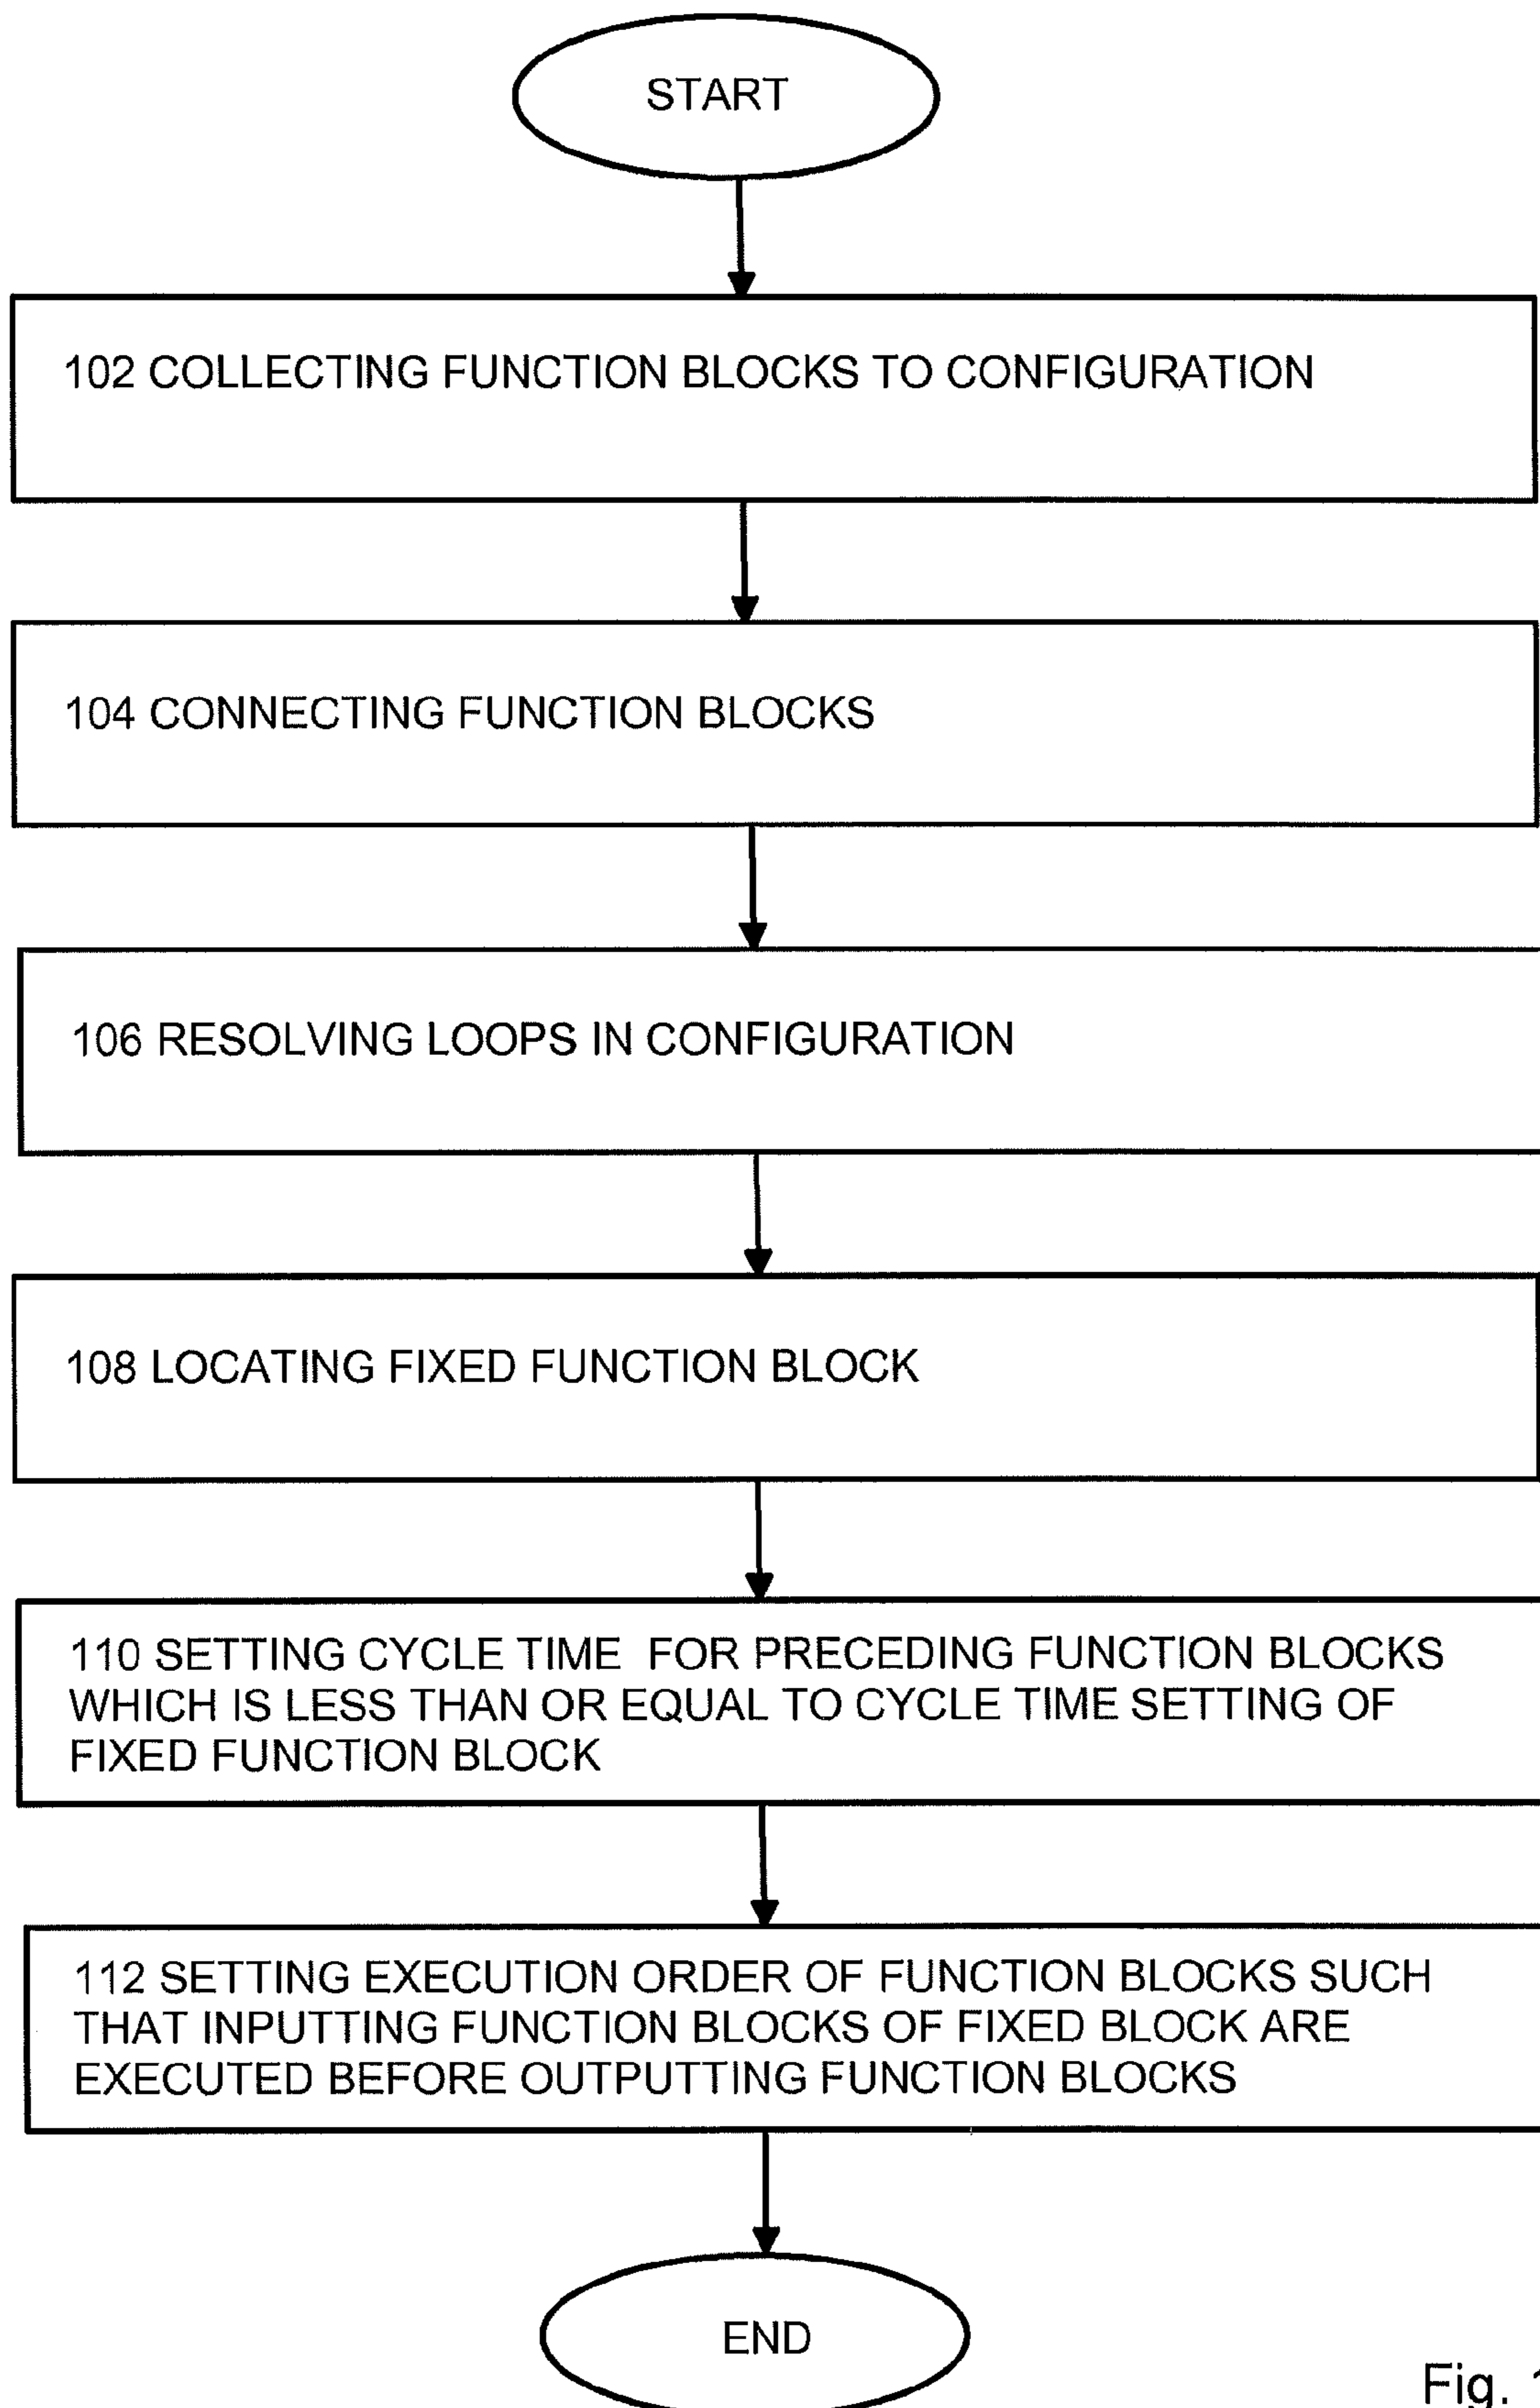 START
102 COLLECTING FUNCTION BLOCKS TO CONFIGURATION
104 CONNECTING FUNCTION BLOCKS
106 RESOLVING LOOPS IN CONFIGURATION
108 LOCATING FIXED FUNCTION BLOCK
110 SETTING CYCLE TIME FOR PRECEDING FUNCTION BLOCKS
WHICH IS LESS THAN OR EQUAL TO CYCLE TIME SETTING OF
FIXED FUNCTION BLOCK
112 SETTING EXECUTION ORDER OF FUNCTION BLOCKS SUCH
THAT INPUTTING FUNCTION BLOCKS OF FIXED BLOCK ARE
EXECUTED BEFORE OUTPUTTING FUNCTION BLOCKS
END
Fig. 1